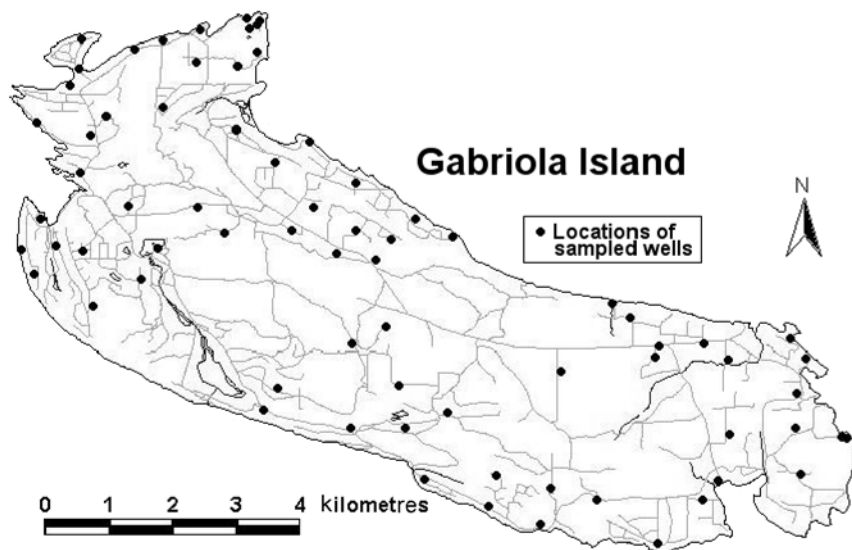 Gabriola Island
N
Locations of
sampled wells
0 1 2 3 4 kilometres